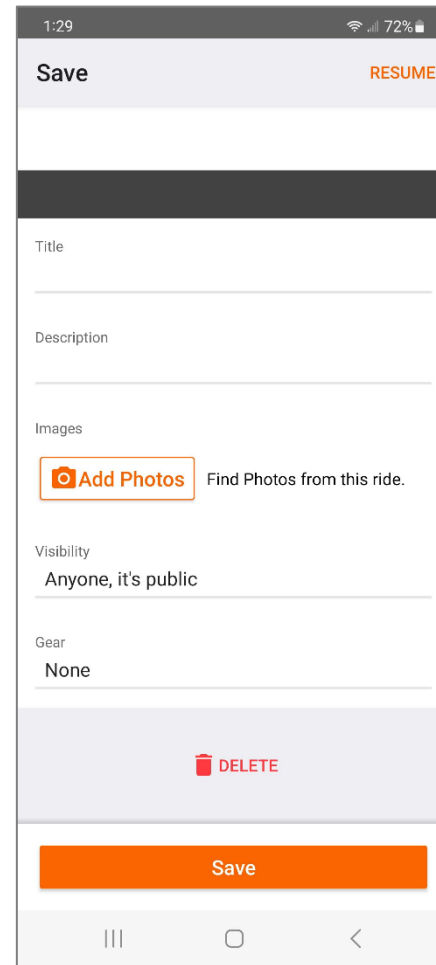 1:29 72%
Save RESUME
Title
Description
Images
Add Photos Find Photos from this ride.
Visibility
Anyone, it's public
Gear
None
DELETE
Save